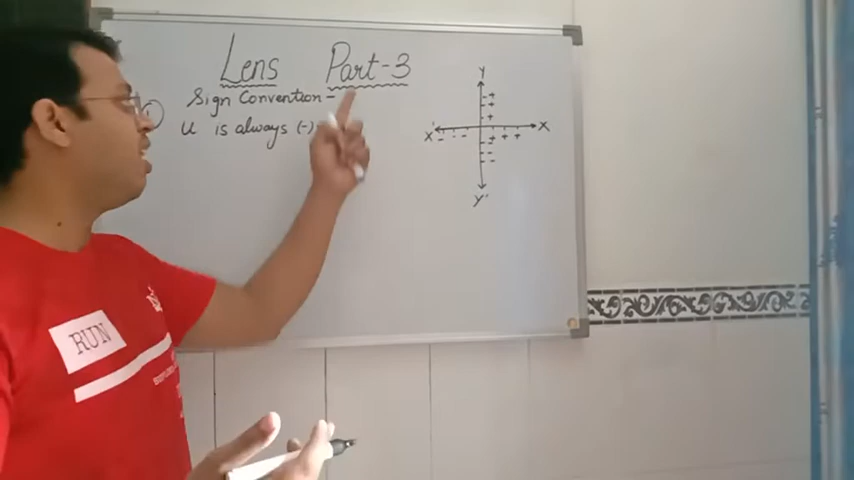 Lens Part-3
Sign Convention-
u is always (-)
Y
X' X
Y'
RUN